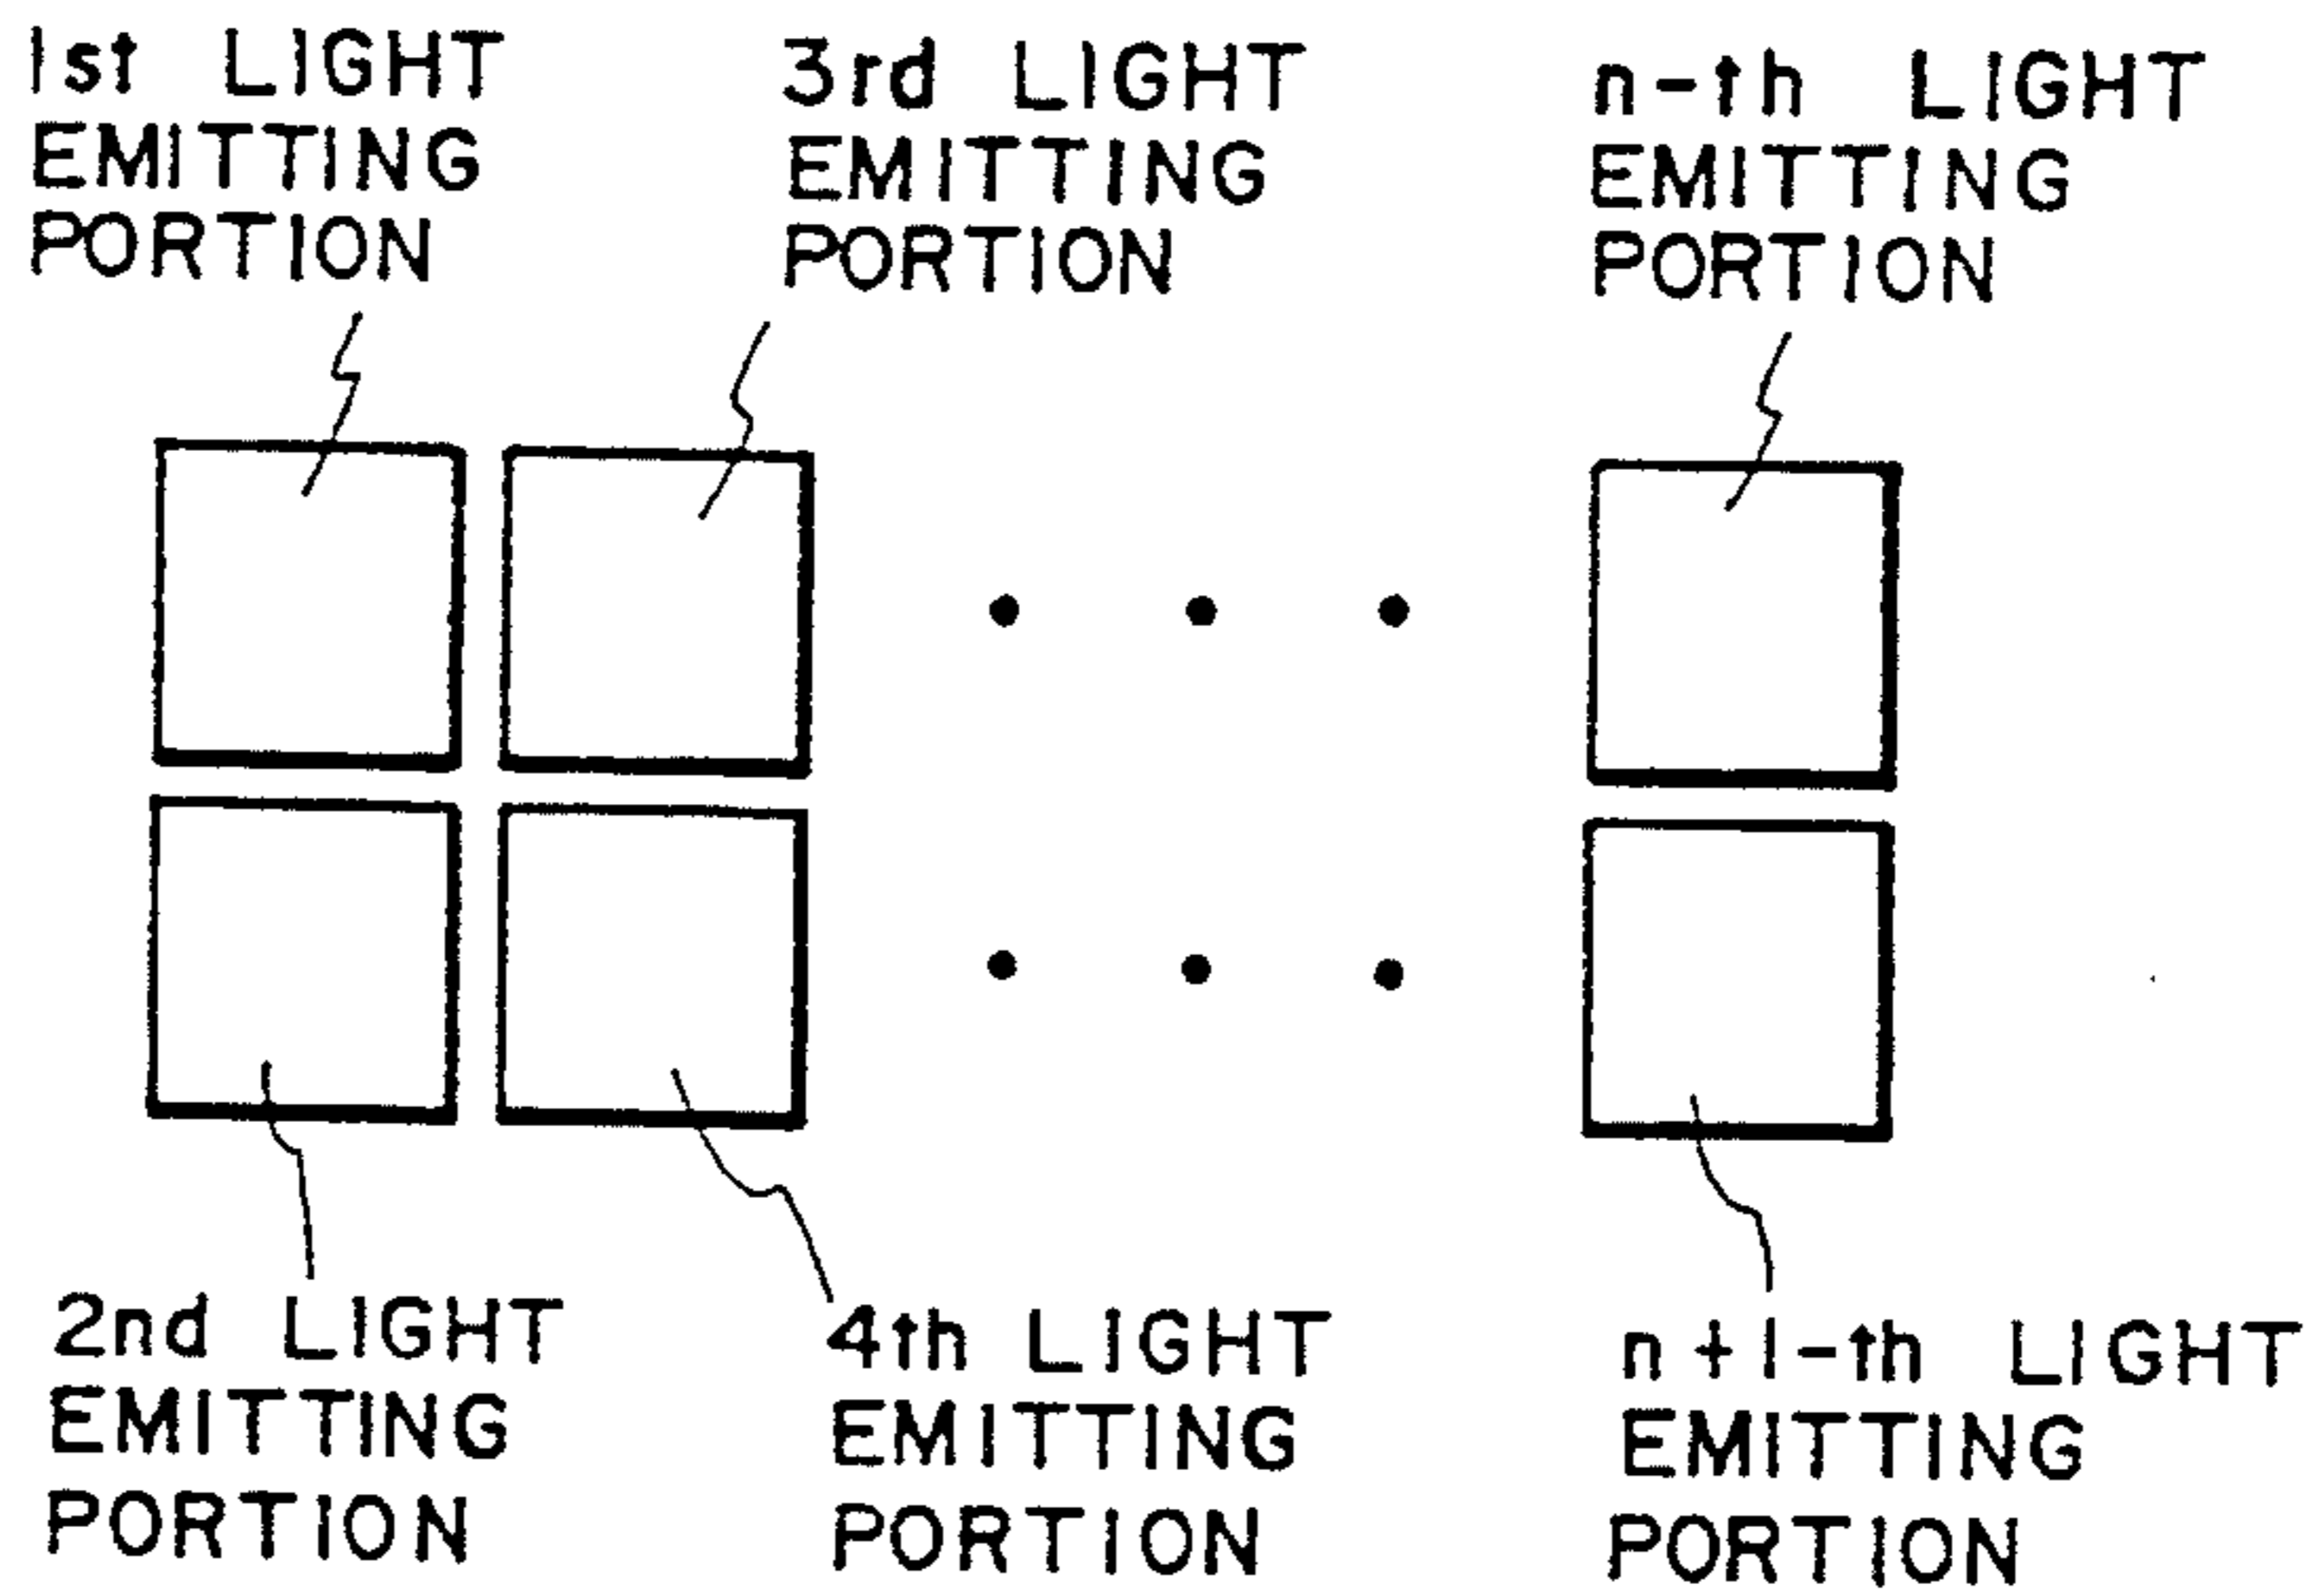 1st LIGHT
EMITTING
PORTION
3rd LIGHT
EMITTING
PORTION
n-th LIGHT
EMITTING
PORTION
2nd LIGHT
EMITTING
PORTION
4th LIGHT
EMITTING
PORTION
n+1-th LIGHT
EMITTING
PORTION